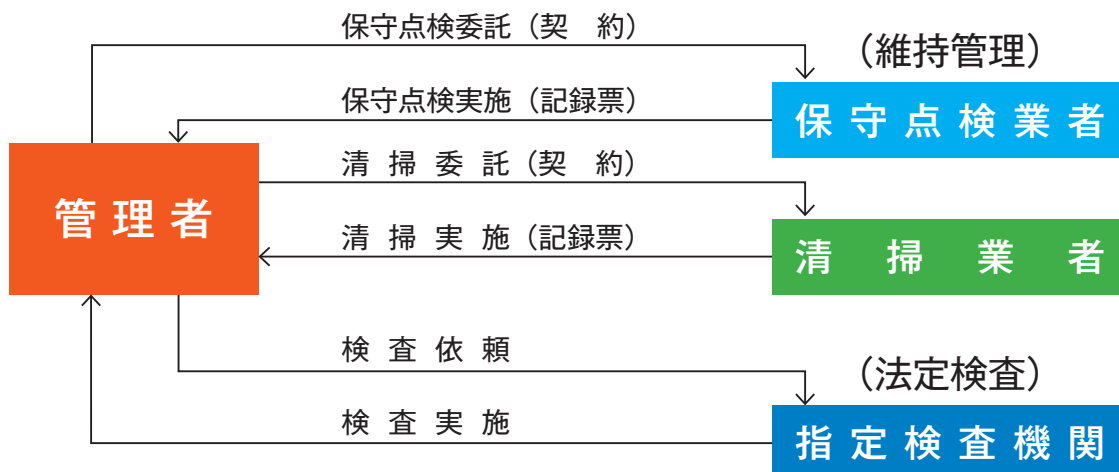 保守点検委託（契　約）
（維持管理）
保守点検業者
保守点検実施（記録票）
清掃委託（契　約）
管理者
清掃業者
清掃実施（記録票）
検査依頼
（法定検査）
指定検査機関
検査実施